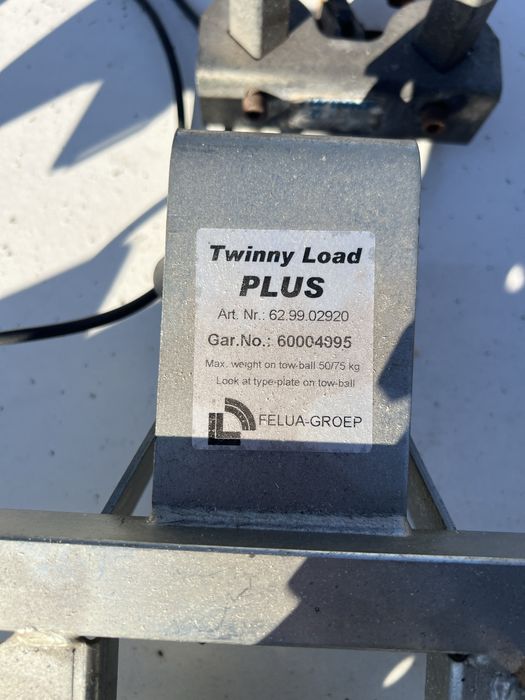 Twinny Load
PLUS
Art. Nr.: 62.99.02920
Gar.No.: 60004995
Max. weight on tow-ball 50/75 kg
Look at type-plate on tow-ball
FELUA-GROEP